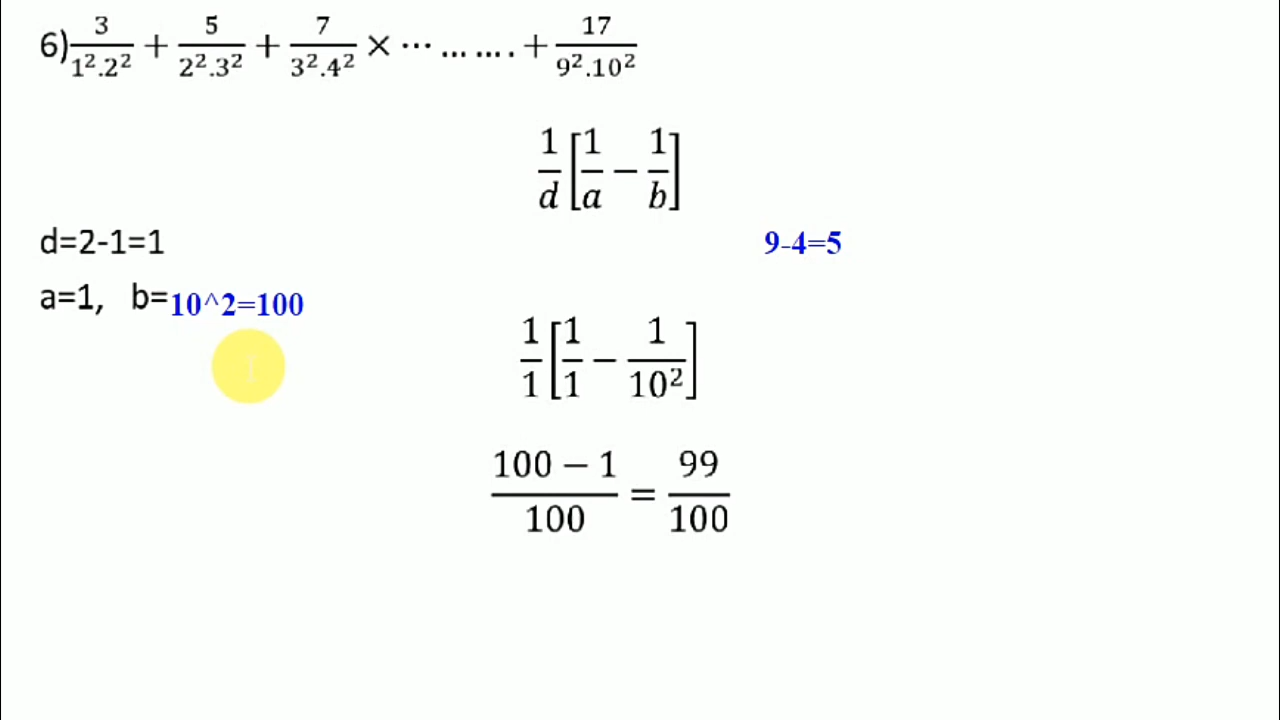 6) 3/1².2² + 5/2².3² + 7/3².4² × ⋯ … … . + 17/9².10²
1/d [1/a − 1/b]
d=2-1=1
9-4=5
a=1, b=10^2=100
1/1 [1/1 − 1/10²]
100 − 1/100 = 99/100